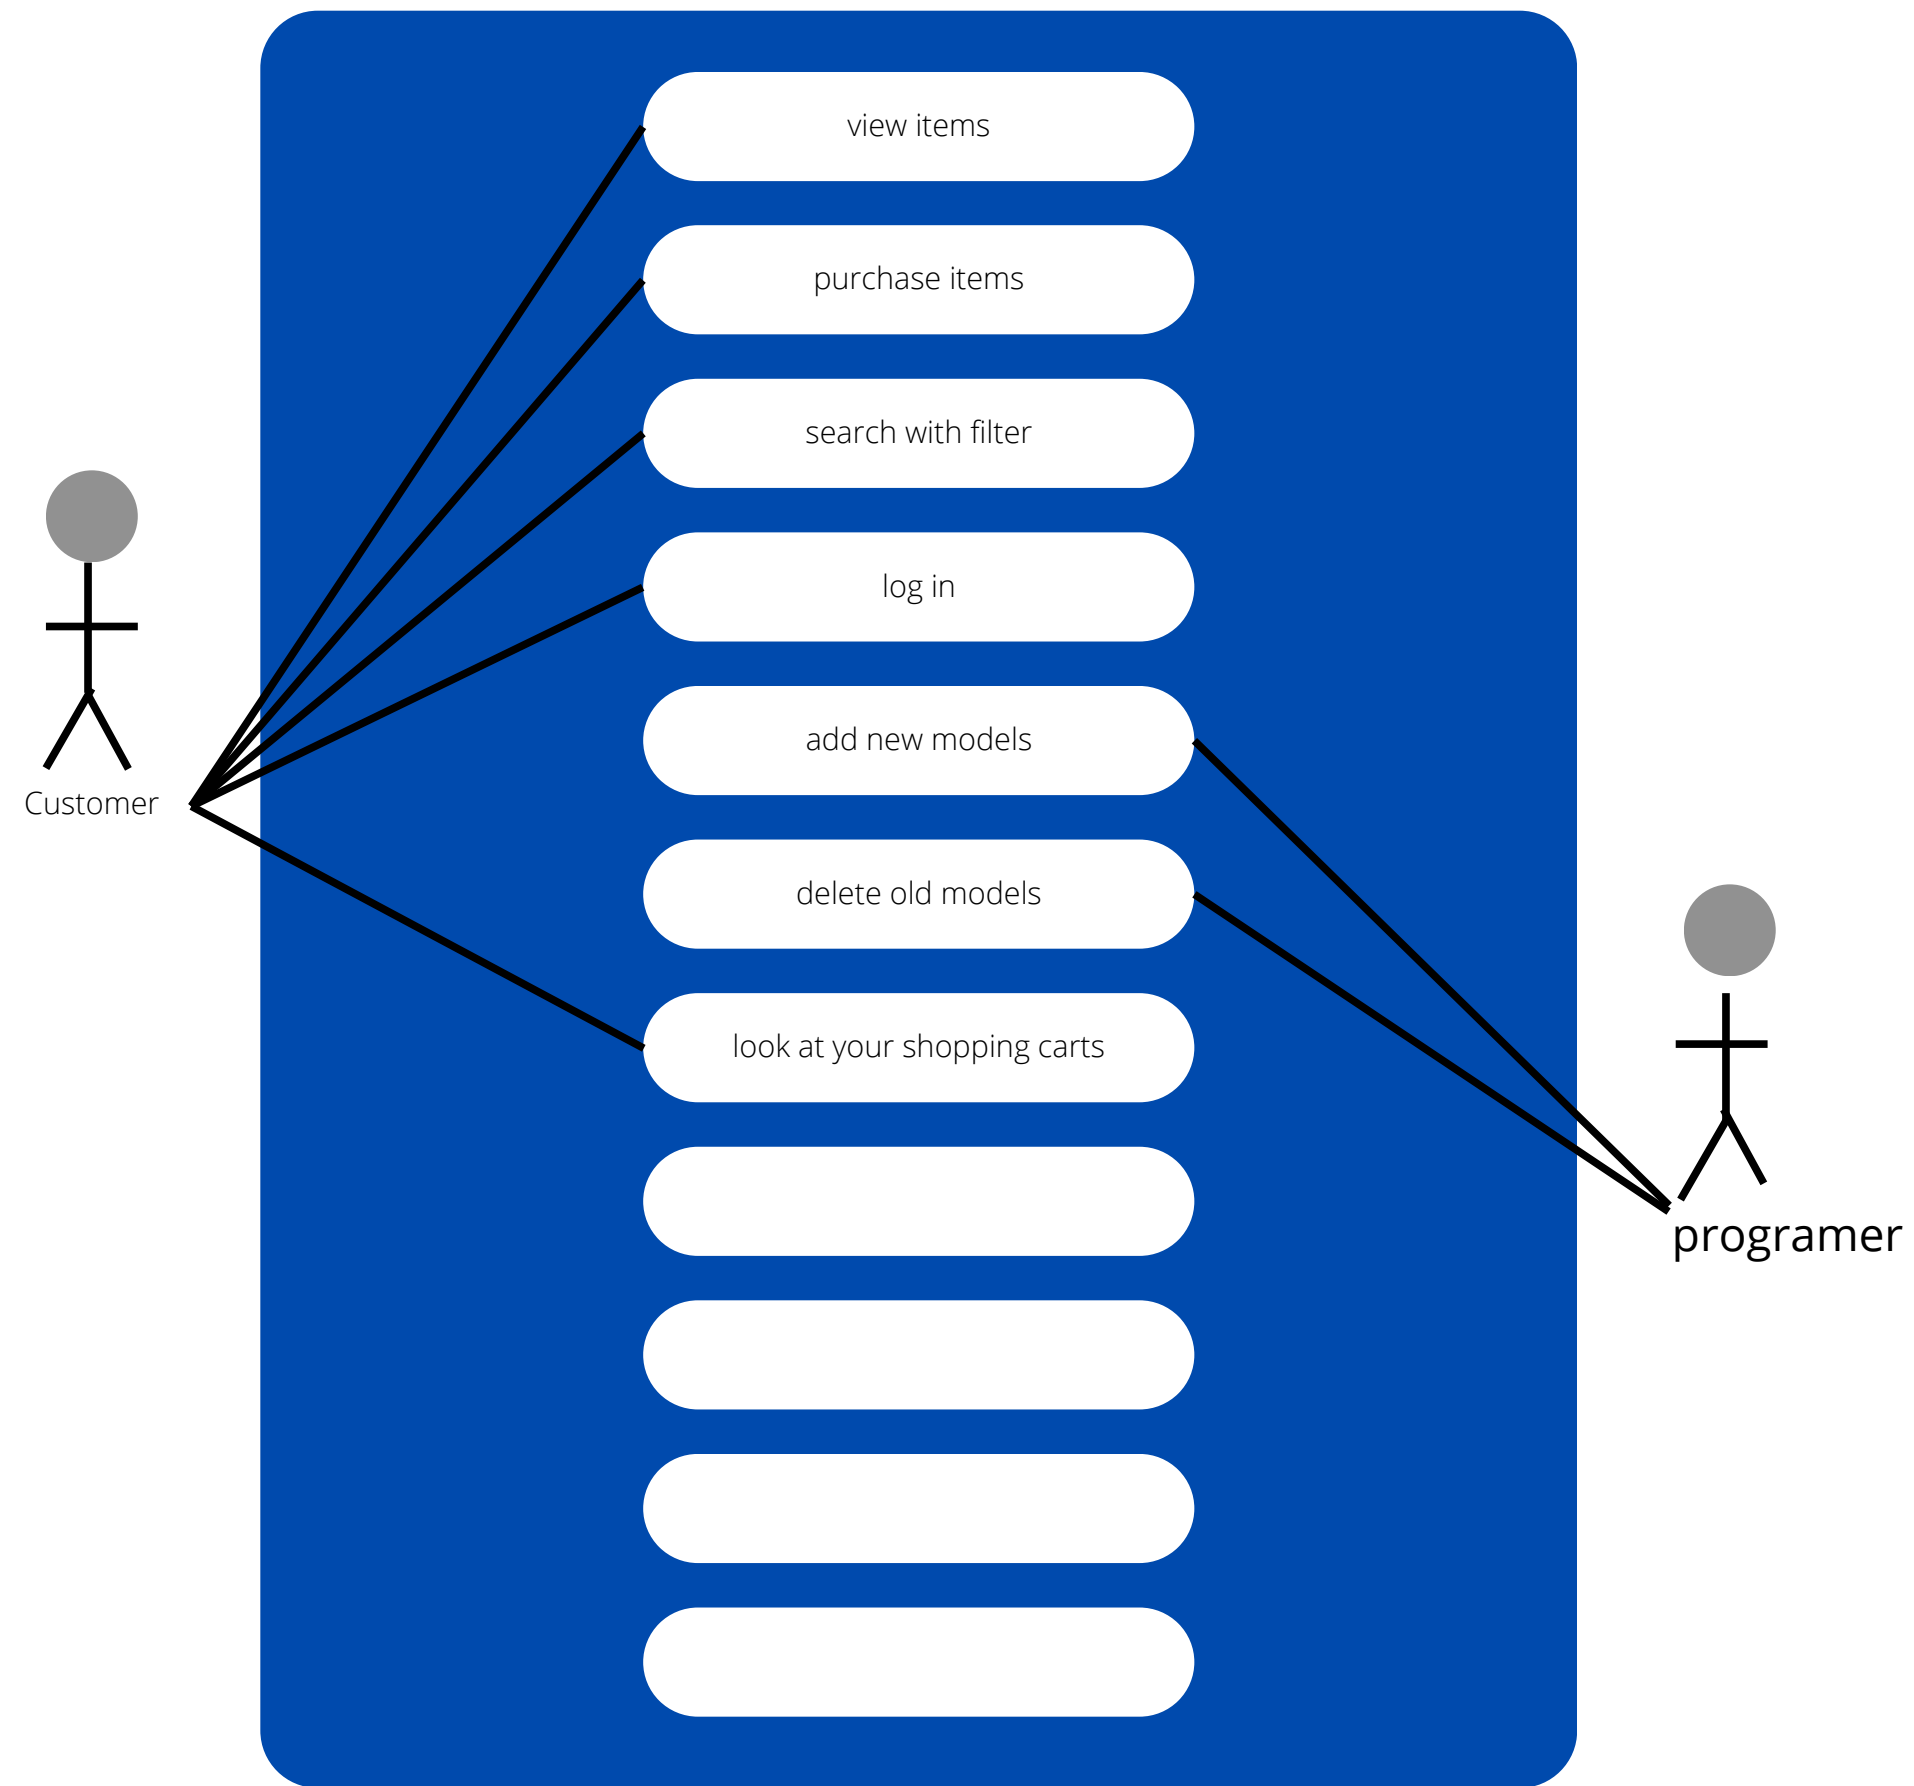 view items
purchase items
search with filter
log in
add new models
Customer
delete old models
look at your shopping carts
programer